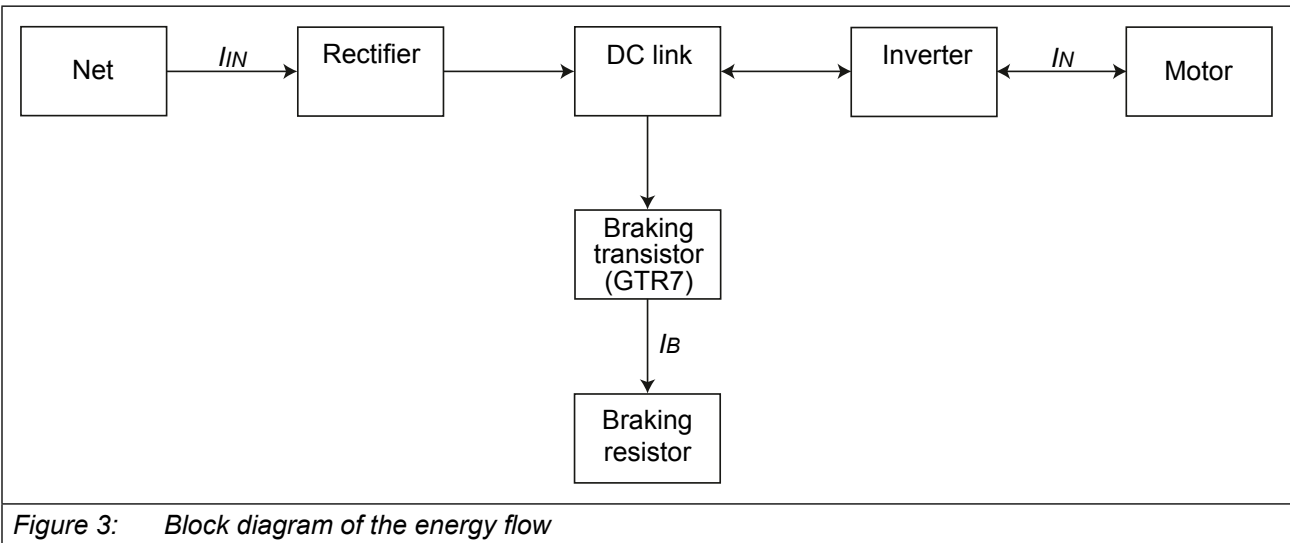 Net
IIN
Rectifier
DC link
Inverter
IN
Motor
Braking
transistor
(GTR7)
IB
Braking
resistor
Figure 3: Block diagram of the energy flow